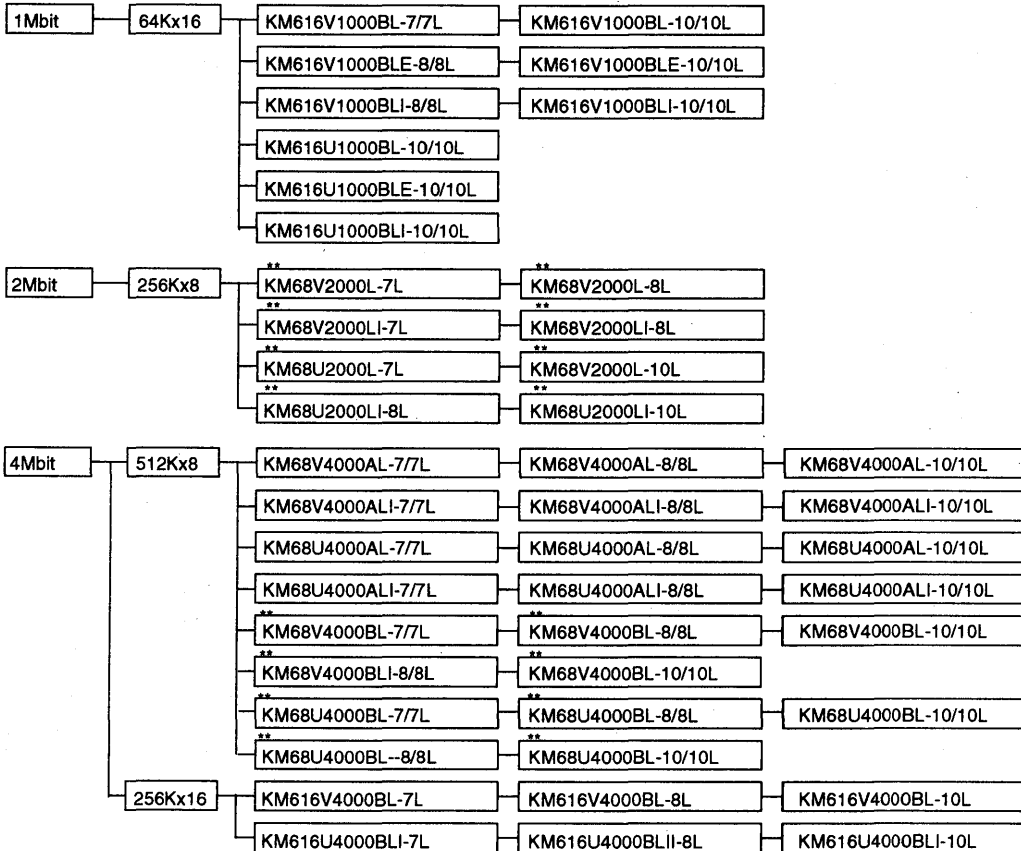 1Mbit 64Kx16 KM616V1000BL-7/7L KM616V1000BL-10/10L
KM616V1000BLE-8/8L KM616V1000BLE-10/10L
KM616V1000BLI-8/8L KM616V1000BLI-10/10L
KM616U1000BL-10/10L
KM616U1000BLE-10/10L
KM616U1000BLI-10/10L
** **
2Mbit 256Kx8 KM68V2000L-7L KM68V2000L-8L
** **
KM68V2000LI-7L KM68V2000LI-8L
** **
KM68U2000L-7L KM68V2000L-10L
** **
KM68U2000LI-8L KM68U2000LI-10L
4Mbit 512Kx8 KM68V4000AL-7/7L KM68V4000AL-8/8L KM68V4000AL-10/10L
KM68V4000ALI-7/7L KM68V4000ALI-8/8L KM68V4000ALI-10/10L
KM68U4000AL-7/7L KM68U4000AL-8/8L KM68U4000AL-10/10L
KM68U4000ALI-7/7L KM68U4000ALI-8/8L KM68U4000ALI-10/10L
** **
KM68V4000BL-7/7L KM68V4000BL-8/8L KM68V4000BL-10/10L
** **
KM68V4000BLI-8/8L KM68V4000BL-10/10L
** **
KM68U4000BL-7/7L KM68U4000BL-8/8L KM68U4000BL-10/10L
** **
KM68U4000BL--8/8L KM68U4000BL-10/10L
256Kx16 KM616V4000BL-7L KM616V4000BL-8L KM616V4000BL-10L
KM616U4000BLI-7L KM616U4000BLII-8L KM616U4000BLI-10L